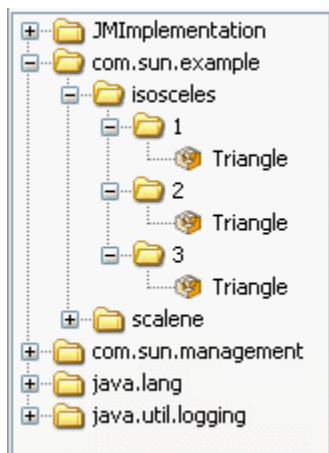 JMImplementation
com.sun.example
isosceles
1
Triangle
2
Triangle
3
Triangle
scalene
com.sun.management
java.lang
java.util.logging